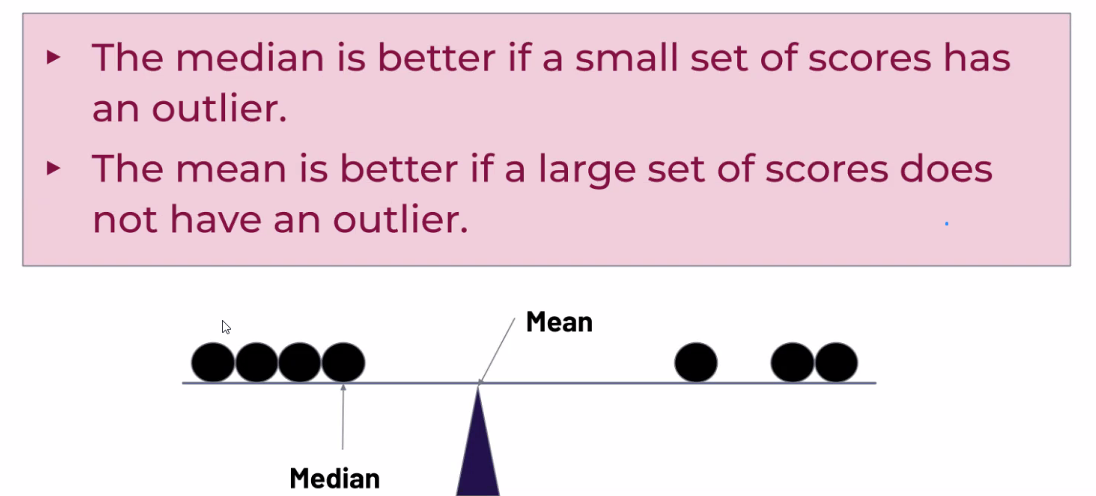 The median is better if a small set of scores has
an outlier.
The mean is better if a large set of scores does
not have an outlier.
Mean
Median